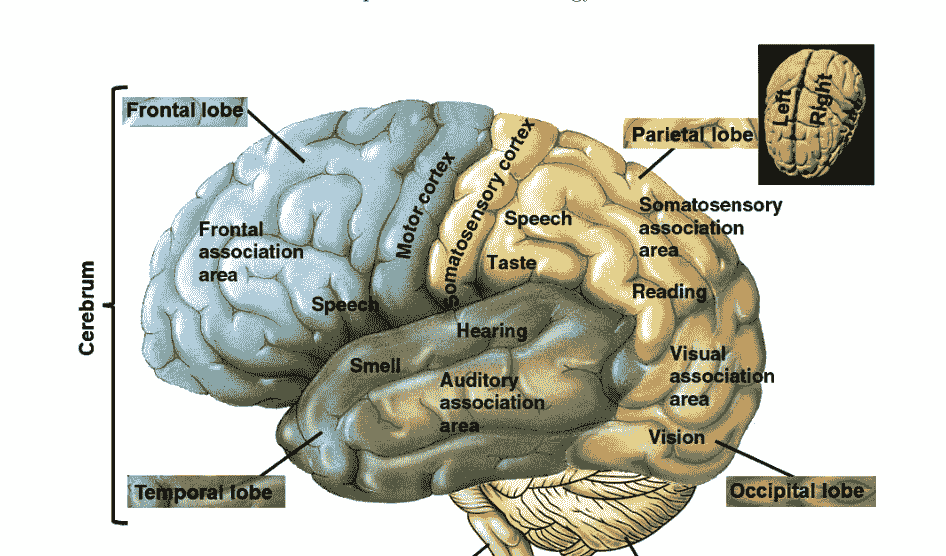 Frontal lobe
Left
Right
Parietal lobe
Motor cortex
Somatosensory cortex
Somatosensory
association
area
Speech
Frontal
association
area
Taste
Cerebrum
Reading
Speech
Hearing
Visual
association
area
Smell
Auditory
association
area
Vision
Temporal lobe
Occipital lobe